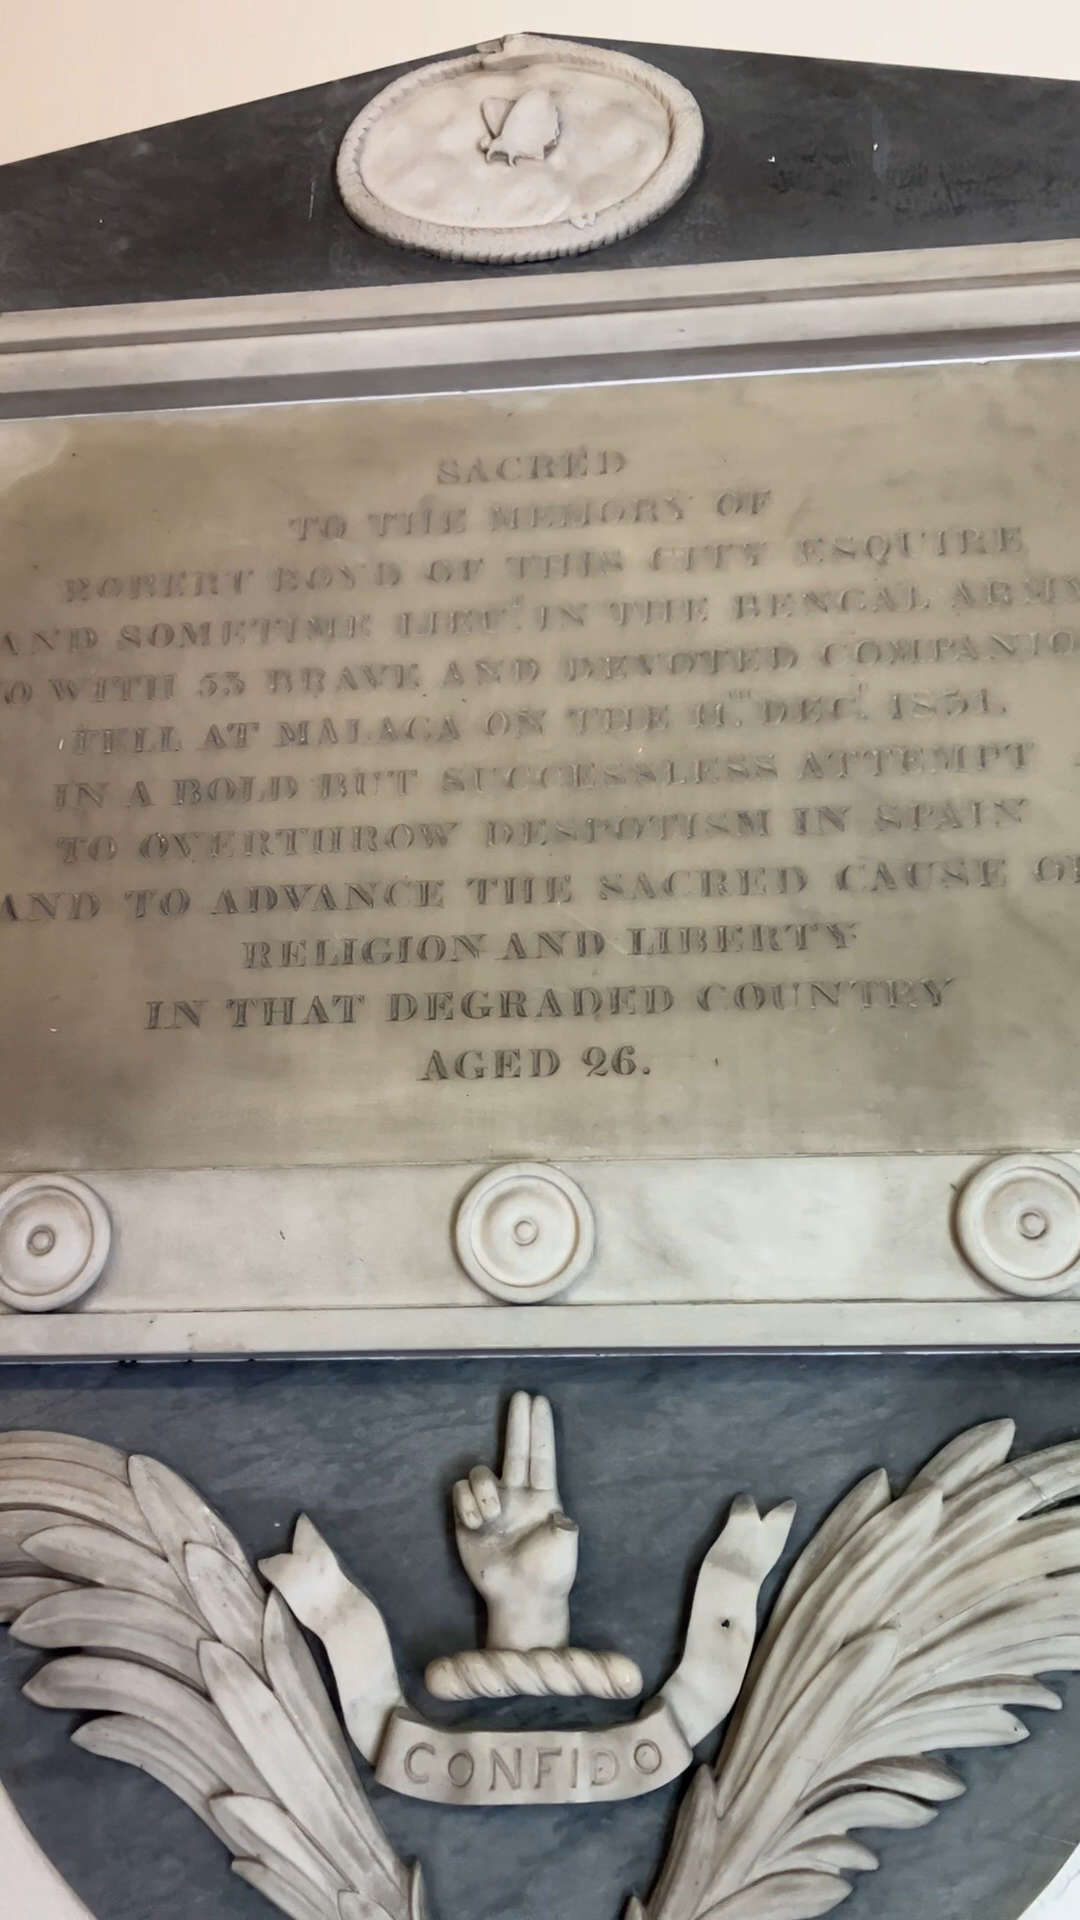 SACRED
TO THE MEMORY OF
ROBERT BOYD OF THIS CITY ESQUIRE
AND SOMETIME LIEUT. IN THE BENGAL ARMY
O WITH 53 BRAVE AND DEVOTED COMPANIO
FELL AT MALAGA ON THE 11TH. DECR. 1831.
IN A BOLD BUT SUCCESSLESS ATTEMPT
TO OVERTHROW DESPOTISM IN SPAIN
AND TO ADVANCE THE SACRED CAUSE OF
RELIGION AND LIBERTY
IN THAT DEGRADED COUNTRY
AGED 26.
CONFIDO